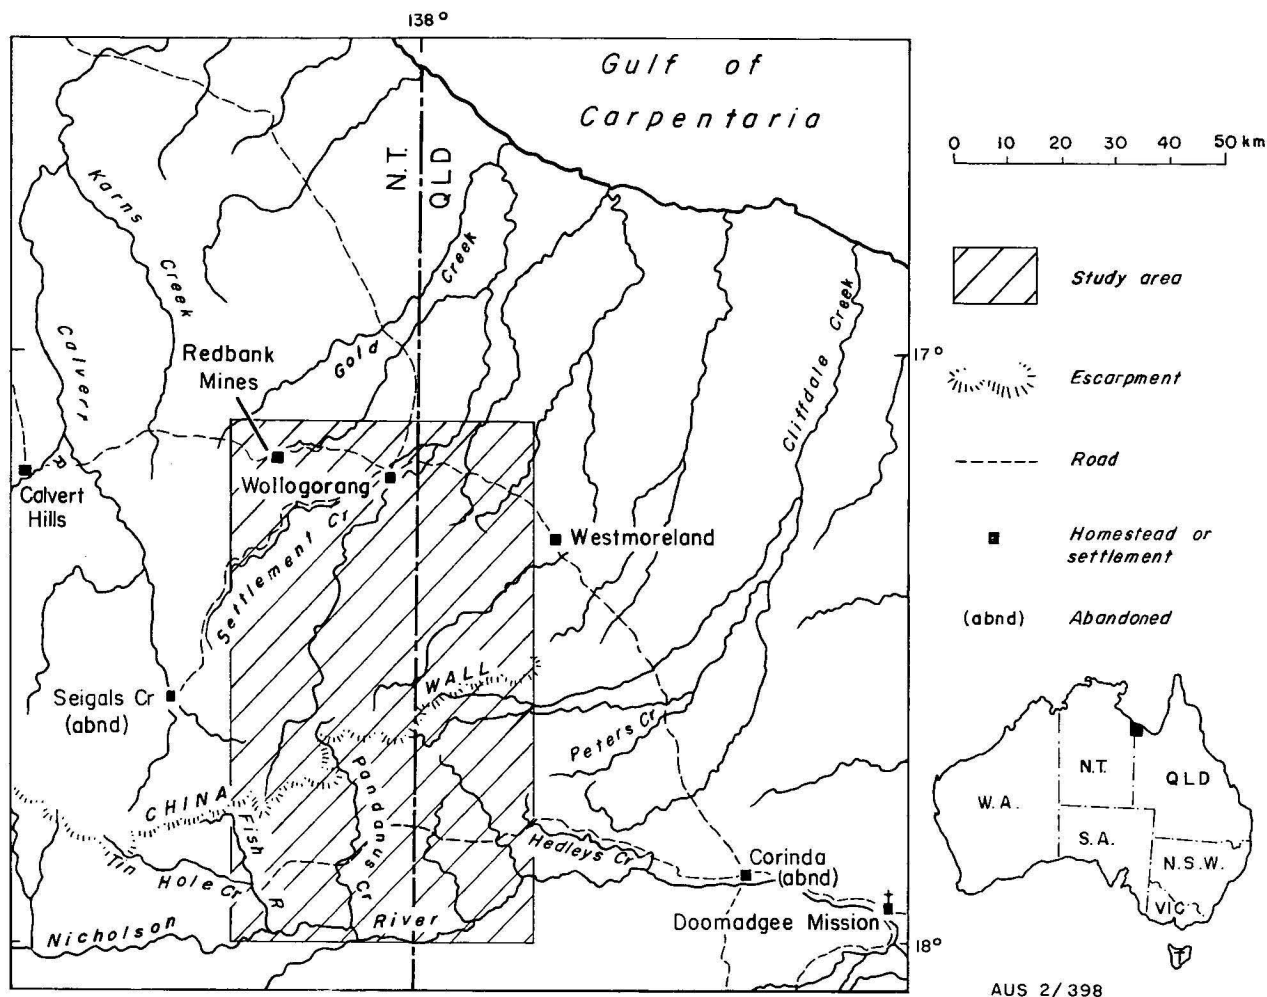 138°
Gulf of
Carpentaria
N.T.
QLD
0 10 20 30 40 50 km
Karns
Creek
Creek
Study area
Calvert
R
Redbank
Mines
Gold
17°
Escarpment
Cliffdale Creek
Road
Calvert
Hills
Wollogorang
Settlement Cr
Westmoreland
Homestead or
settlement
(abnd) Abandoned
WALL
Seigals Cr
(abnd)
Peters Cr
CHINA
Pandanus Cr
Fish
R
Tin
Hole Cr
Hedleys Cr
Corinda
(abnd)
Doomadgee Mission
Nicholson
River
18°
W.A.
N.T.
QLD
S.A.
N.S.W.
VIC
T
AUS 2/398